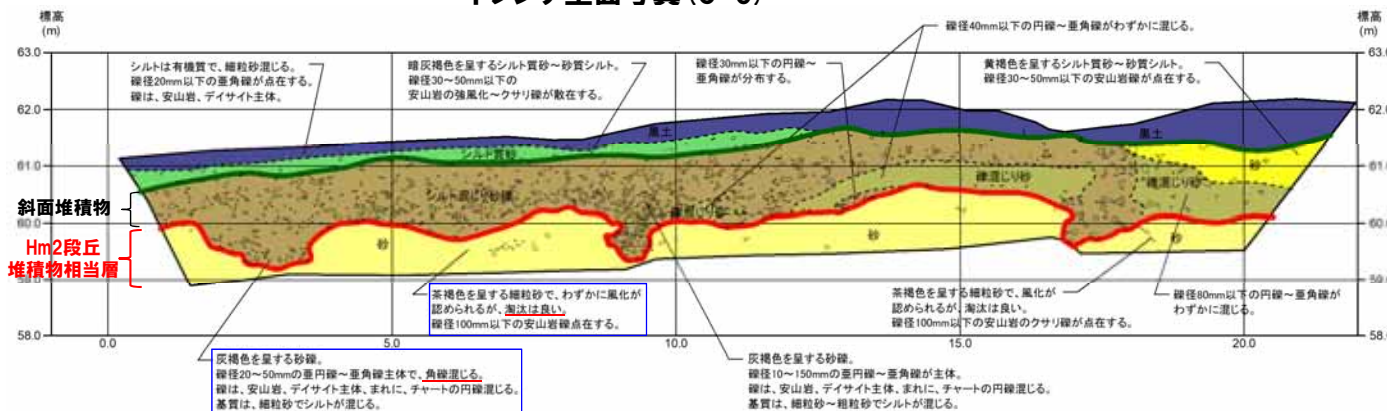 トレンチ壁面写真
標高
(m)
標高
(m)
63.0
62.0
61.0
60.0
59.0
58.0
63.0
62.0
61.0
60.0
59.0
58.0
0.0
5.0
10.0
15.0
20.0
シルトは有機質で、細粒砂混じる。
礫径20mm以下の亜角礫が点在する。
礫は、安山岩、デイサイト主体。
暗灰褐色を呈するシルト質砂～砂質シルト。
礫径30～50mm以下の
安山岩の強風化～クサリ礫が散在する。
礫径30mm以下の円礫～
亜角礫が分布する。
礫径40mm以下の円礫～亜角礫がわずかに混じる。
黄褐色を呈するシルト質砂～砂質シルト。
礫径30～50mm以下の安山岩礫が点在する。
黒土
黒土
シルト質砂
シルト混じり砂礫
礫混じり砂
礫混じり砂
砂
砂
砂
砂
斜面堆積物
Hm2段丘
堆積物相当層
茶褐色を呈する細粒砂で、わずかに風化が
認められるが、淘汰は良い。
礫径100mm以下の安山岩礫点在する。
茶褐色を呈する細粒砂で、風化が
認められるが、淘汰は良い。
礫径100mm以下の安山岩のクサリ礫が点在する。
礫径80mm以下の円礫～亜角礫が
わずかに混じる。
灰褐色を呈する砂礫。
礫径20～50mmの亜円礫～亜角礫主体で、角礫混じる。
礫は、安山岩、デイサイト主体、まれに、チャートの円礫混じる。
基質は、細粒砂でシルトが混じる。
灰褐色を呈する砂礫。
礫径10～150mmの亜円礫～亜角礫が主体。
礫は、安山岩、デイサイト主体、まれに、チャートの円礫混じる。
基質は、細粒砂～粗粒砂でシルトが混じる。